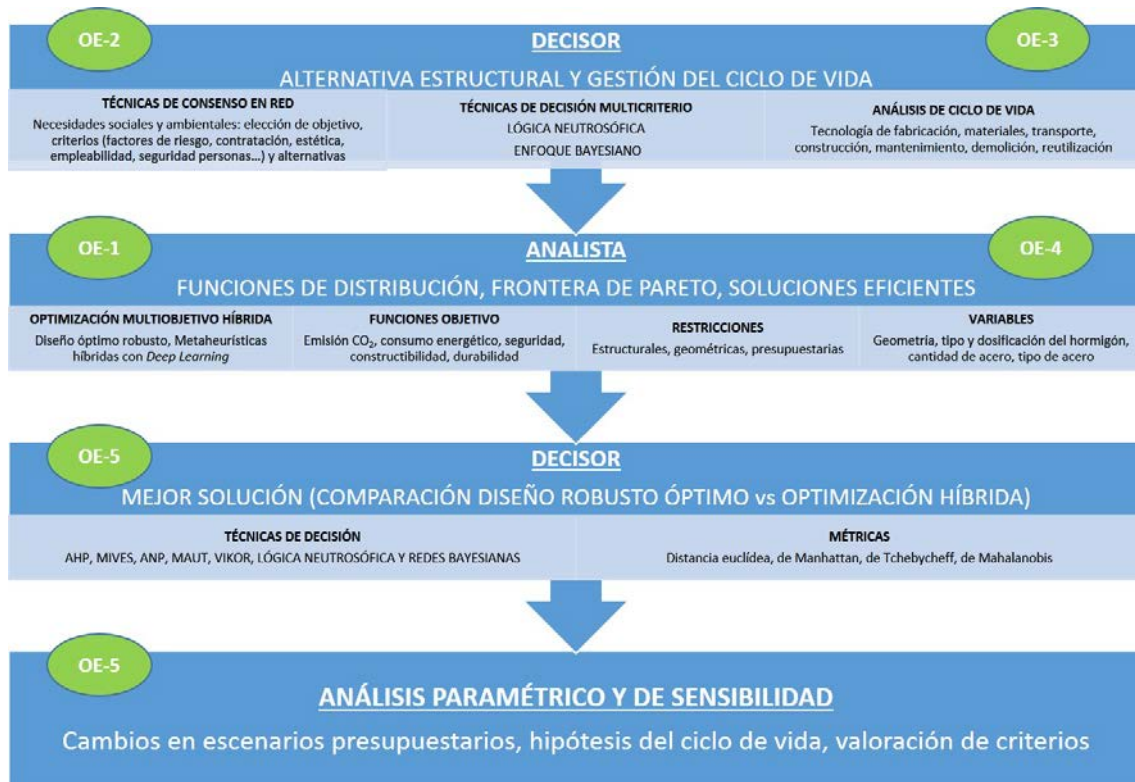 OE-2
DECISOR
OE-3
ALTERNATIVA ESTRUCTURAL Y GESTIÓN DEL CICLO DE VIDA
TÉCNICAS DE CONSENSO EN RED
Necesidades sociales y ambientales: elección de objetivo,
criterios (factores de riesgo, contratación, estética,
empleabilidad, seguridad personas...) y alternativas
TÉCNICAS DE DECISIÓN MULTICRITERIO
LÓGICA NEUTROSÓFICA
ENFOQUE BAYESIANO
ANÁLISIS DE CICLO DE VIDA
Tecnología de fabricación, materiales, transporte,
construcción, mantenimiento, demolición, reutilización
OE-1
ANALISTA
OE-4
FUNCIONES DE DISTRIBUCIÓN, FRONTERA DE PARETO, SOLUCIONES EFICIENTES
OPTIMIZACIÓN MULTIOBJETIVO HÍBRIDA
Diseño óptimo robusto, Metaheurísticas
híbridas con Deep Learning
FUNCIONES OBJETIVO
Emisión CO₂, consumo energético, seguridad,
constructibilidad, durabilidad
RESTRICCIONES
Estructurales, geométricas, presupuestarias
VARIABLES
Geometria, tipo y dosificación del hormigón,
cantidad de acero, tipo de acero
OE-5
DECISOR
MEJOR SOLUCIÓN (COMPARACIÓN DISEÑO ROBUSTO ÓPTIMO vs OPTIMIZACIÓN HÍBRIDA)
TÉCNICAS DE DECISIÓN
AHP, MIVES, ANP, MAUT, VIKOR, LÓGICA NEUTROSÓFICA Y REDES BAYESIANAS
MÉTRICAS
Distancia euclídea, de Manhattan, de Tchebycheff, de Mahalanobis
OE-5
ANÁLISIS PARAMÉTRICO Y DE SENSIBILIDAD
Cambios en escenarios presupuestarios, hipótesis del ciclo de vida, valoración de criterios